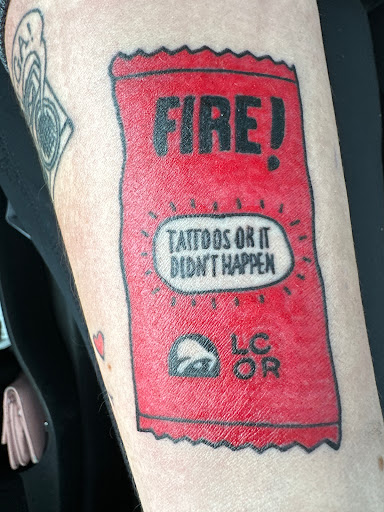 FIRE!
TATTOOS OR IT
DIDN'T HAPPEN
LC
OR